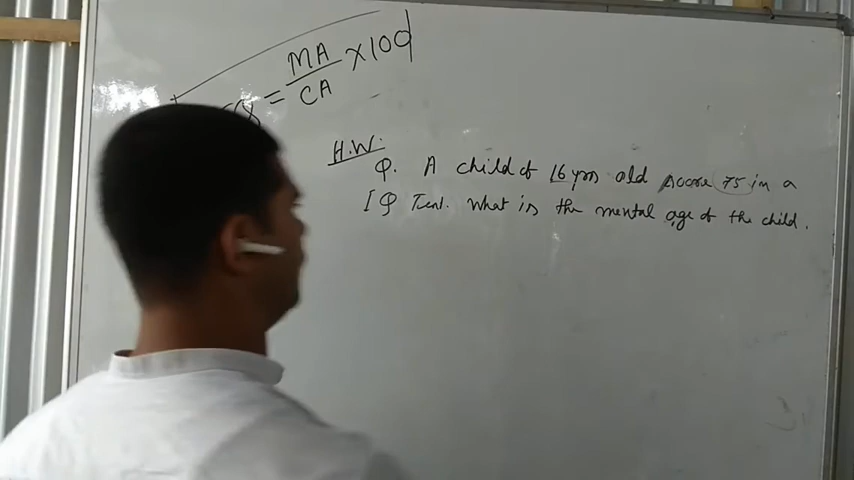 = MA/CA × 100
H.W.
Q. A child of 16 yrs old score 75 in a
IQ Test. What is the mental age of the child.